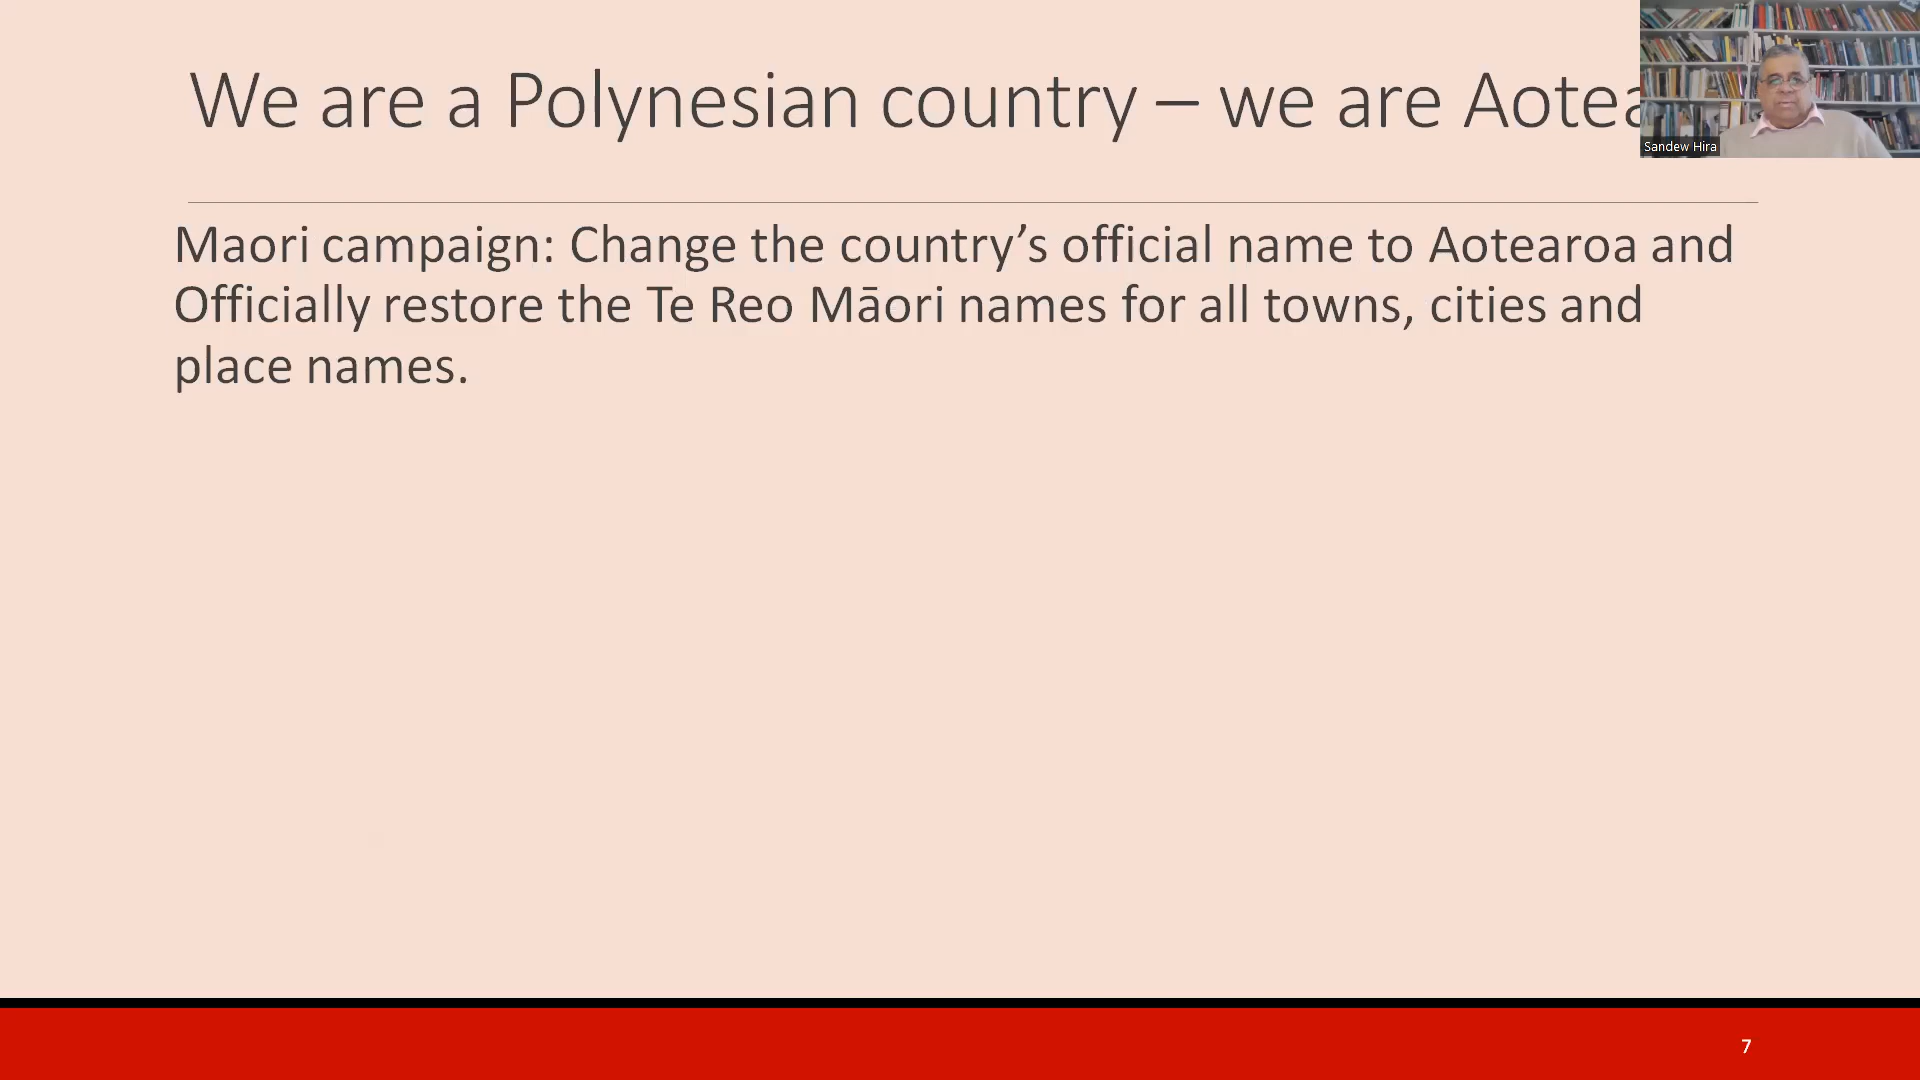 We are a Polynesian country – we are Aotea
Sandew Hira
Maori campaign: Change the country’s official name to Aotearoa and
Officially restore the Te Reo Māori names for all towns, cities and
place names.
7